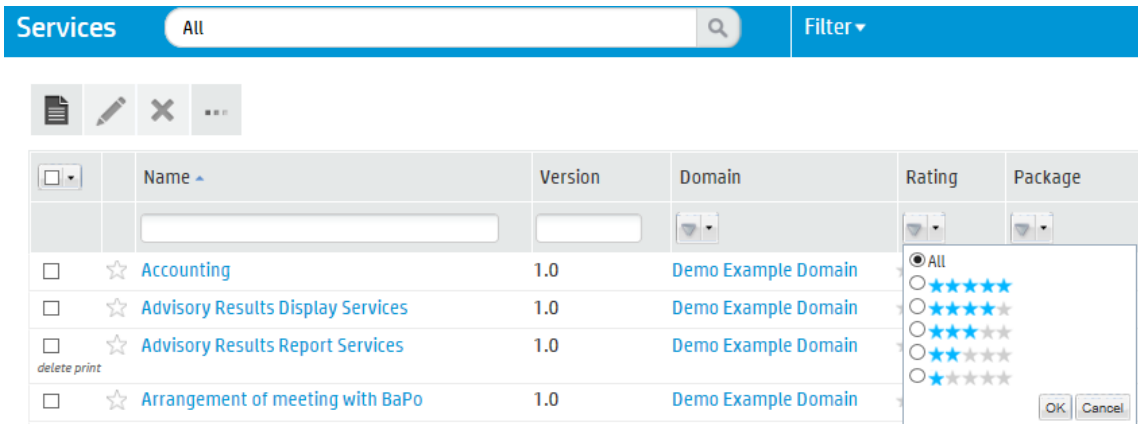 Services All Filter
Name Version Domain Rating Package
All
Accounting 1.0 Demo Example Domain
Advisory Results Display Services 1.0 Demo Example Domain
Advisory Results Report Services 1.0 Demo Example Domain
delete print
Arrangement of meeting with BaPo 1.0 Demo Example Domain
OK Cancel